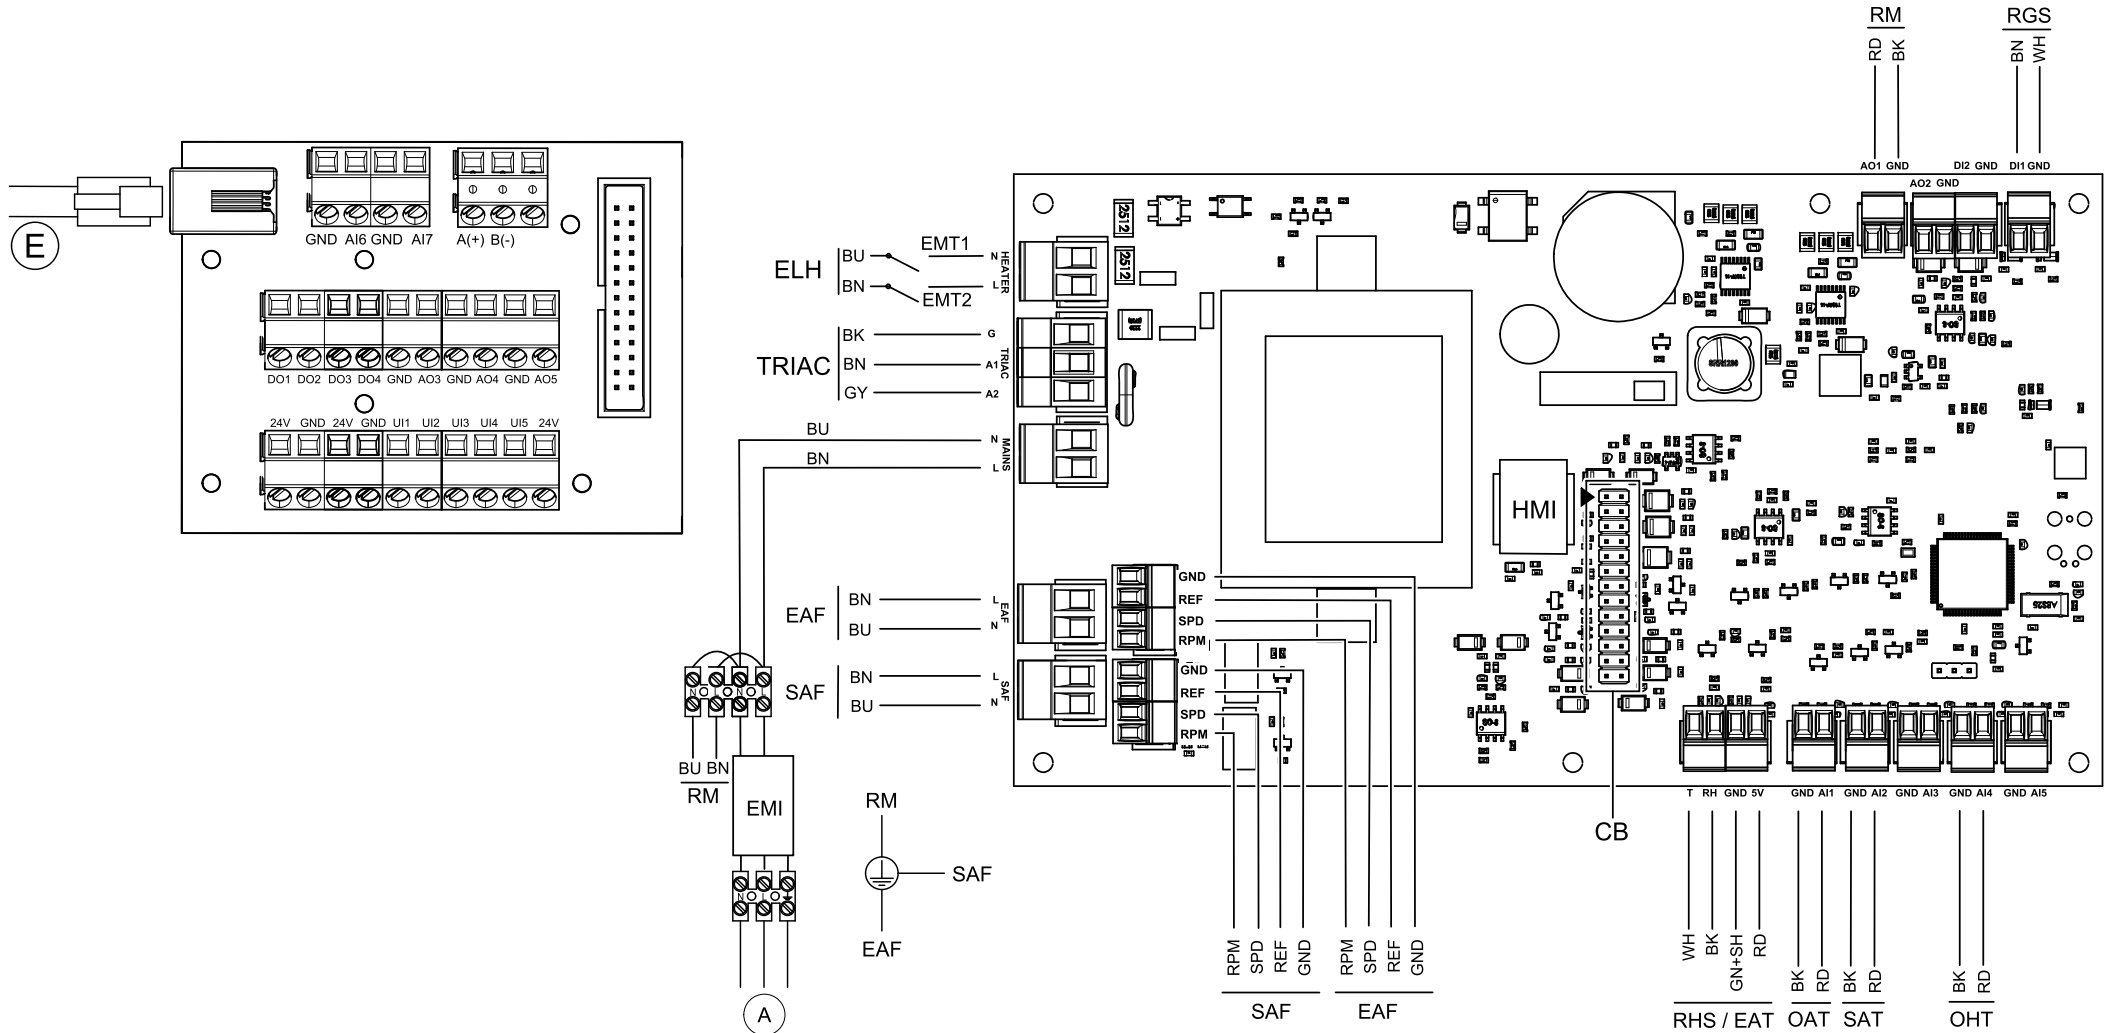 RM RGS
RD BK BN WH
AO1 GND DI2 GND DI1 GND
AO2 GND
E
GND AI6 GND AI7 A(+) B(-)
DO1 DO2 DO3 DO4 GND AO3 GND AO4 GND AO5
24V GND 24V GND UI1 UI2 UI3 UI4 UI5 24V
ELH
BU EMT1 N
BN EMT2 L
HEATER
TRIAC
BK G
BN A1
GY A2
TRIAC
BU N
BN L
MAINS
2512
2512
HMI
EAF
BN L
BU N
EAF
GND
REF
SPD
RPM
SAF
BN L
BU N
SAF
GND
REF
SPD
RPM
N L N L
BU BN
RM
EMI
N L
A
RM
SAF
EAF
RPM SPD REF GND
SAF
RPM SPD REF GND
EAF
CB
T RH GND 5V GND AI1 GND AI2 GND AI3 GND AI4 GND AI5
WH BK GN+SH RD
RHS / EAT
BK RD
OAT
BK RD
SAT
BK RD
OHT